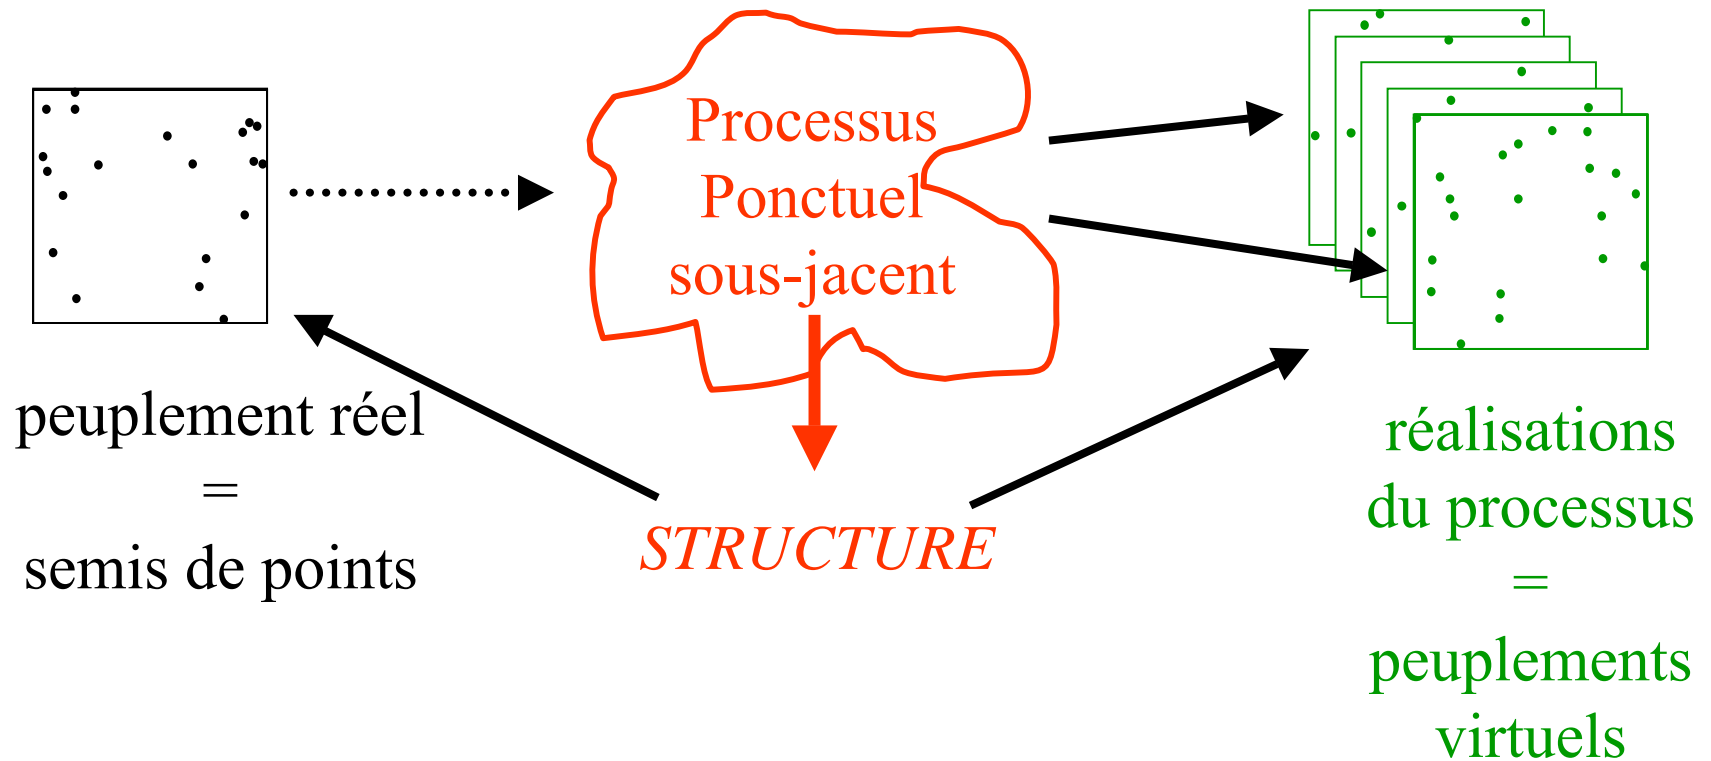 Processus
Ponctuel
sous-jacent
peuplement réel
=
semis de points
STRUCTURE
réalisations
du processus
=
peuplements
virtuels